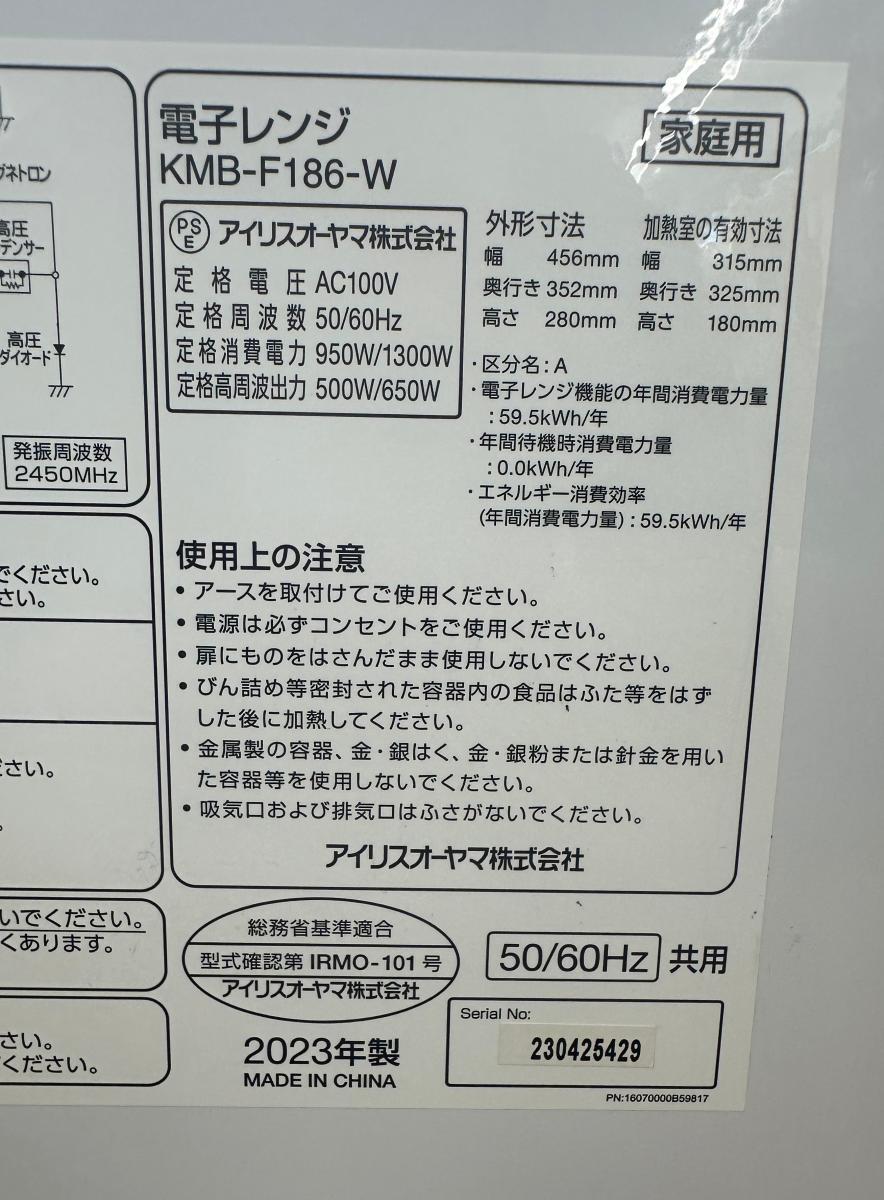 電子レンジ
KMB-F186-W
家庭用
PSE アイリスオーヤマ株式会社
定格電圧 AC100V
定格周波数 50/60Hz
定格消費電力 950W/1300W
定格高周波出力 500W/650W
外形寸法
幅 456mm
奥行き 352mm
高さ 280mm
加熱室の有効寸法
幅 315mm
奥行き 325mm
高さ 180mm
・区分名:A
・電子レンジ機能の年間消費電力量
:59.5kWh/年
・年間待機時消費電力量
:0.0kWh/年
・エネルギー消費効率
(年間消費電力量):59.5kWh/年
使用上の注意
• アースを取付けてご使用ください。
• 電源は必ずコンセントをご使用ください。
• 扉にものをはさんだまま使用しないでください。
• びん詰め等密封された容器内の食品はふた等をはず
した後に加熱してください。
• 金属製の容器、金・銀はく、金・銀粉または針金を用い
た容器等を使用しないでください。
• 吸気口および排気口はふさがないでください。
アイリスオーヤマ株式会社
総務省基準適合
型式確認第 IRMO-101 号
アイリスオーヤマ株式会社
50/60Hz 共用
2023年製
MADE IN CHINA
Serial No:
230425429
PN:16070000B59817
グネトロン
高圧
ンデンサー
高圧
ダイオード
発振周波数
2450MHz
でください。
さい。
ださい。
。
いでください。
くあります。
さい。
ください。